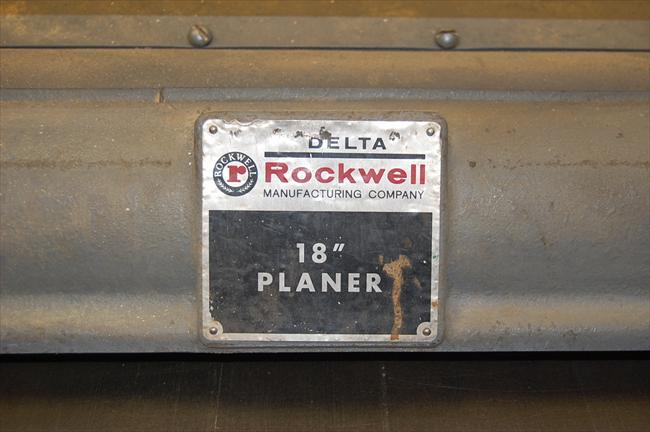 DELTA
ROCKWELL
r
Rockwell
MANUFACTURING COMPANY
18"
PLANER